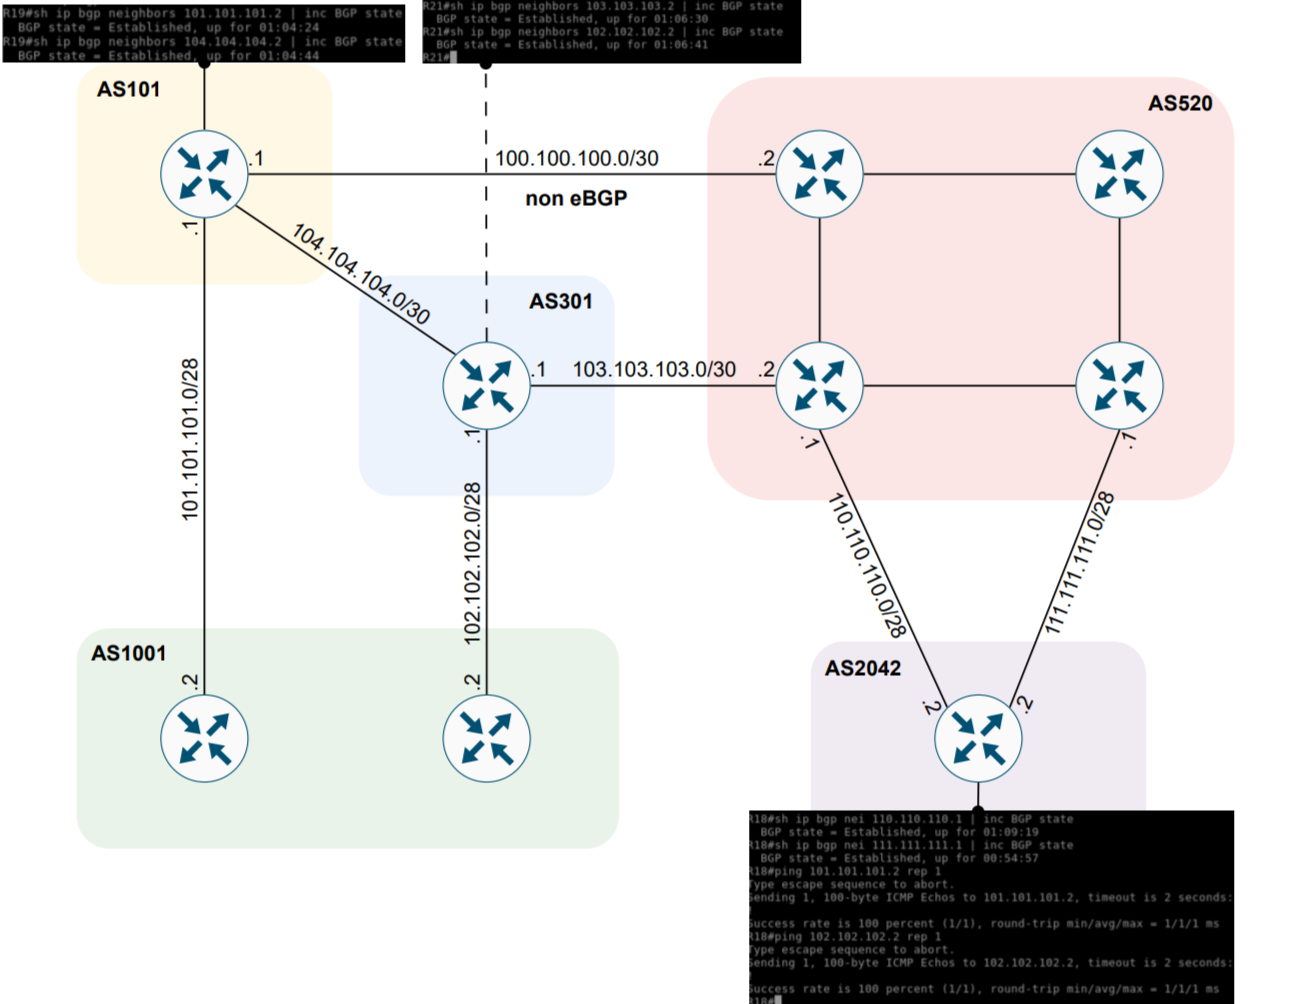 R19#sh ip bgp neighbors 101.101.101.2 | inc BGP state
BGP state = Established, up for 01:04:24
R19#sh ip bgp neighbors 104.104.104.2 | inc BGP state
BGP state = Established, up for 01:04:44
R21#sh ip bgp neighbors 103.103.103.2 | inc BGP state
BGP state = Established, up for 01:06:30
R21#sh ip bgp neighbors 102.102.102.2 | inc BGP state
BGP state = Established, up for 01:06:41
R21#
AS101
AS520
.1
100.100.100.0/30
.2
non eBGP
.1
104.104.104.0/30
AS301
.1
103.103.103.0/30
.2
101.101.101.0/28
.1
.1
.1
102.102.102.0/28
110.110.110.0/28
111.111.111.0/28
AS1001
AS2042
.2
.2
.2
.2
R18#sh ip bgp nei 110.110.110.1 | inc BGP state
BGP state = Established, up for 01:09:19
R18#sh ip bgp nei 111.111.111.1 | inc BGP state
BGP state = Established, up for 00:54:57
R18#ping 101.101.101.2 rep 1
Type escape sequence to abort.
Sending 1, 100-byte ICMP Echos to 101.101.101.2, timeout is 2 seconds:
!
Success rate is 100 percent (1/1), round-trip min/avg/max = 1/1/1 ms
R18#ping 102.102.102.2 rep 1
Type escape sequence to abort.
Sending 1, 100-byte ICMP Echos to 102.102.102.2, timeout is 2 seconds:
!
Success rate is 100 percent (1/1), round-trip min/avg/max = 1/1/1 ms
R18#